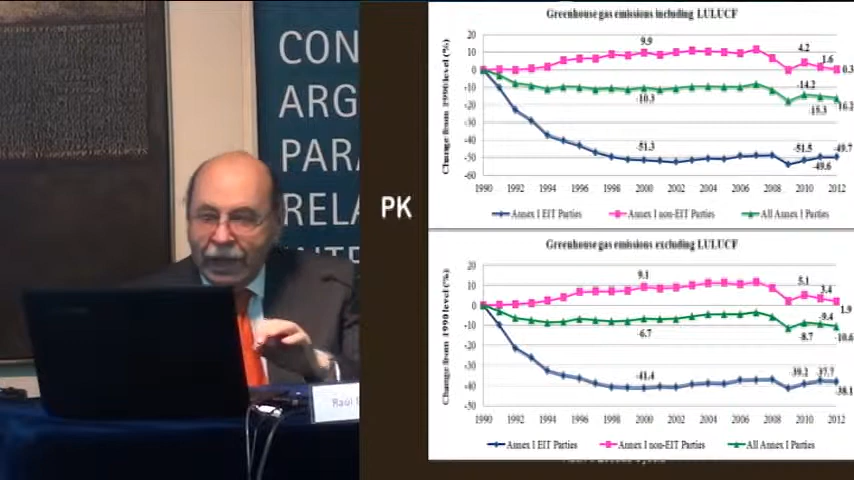 CON
ARG
PARA
RELA
INTE
Raúl
PK
Greenhouse gas emissions including LULUCF
Change from 1990 level (%)
20
10
0
-10
-20
-30
-40
-50
-60
9.9
4.2
1.6
0.3
-10.3
-14.2
-15.3
-16.2
-51.3
-51.5
-49.6
-49.7
1990 1992 1994 1996 1998 2000 2002 2004 2006 2008 2010 2012
Annex I EIT Parties Annex I non-EIT Parties All Annex I Parties
Greenhouse gas emissions excluding LULUCF
Change from 1990 level (%)
20
10
0
-10
-20
-30
-40
-50
9.1
5.1
3.4
1.9
-6.7
-8.7
-9.4
-10.6
-41.4
-39.2
-37.7
-38.1
1990 1992 1994 1996 1998 2000 2002 2004 2006 2008 2010 2012
Annex I EIT Parties Annex I non-EIT Parties All Annex I Parties